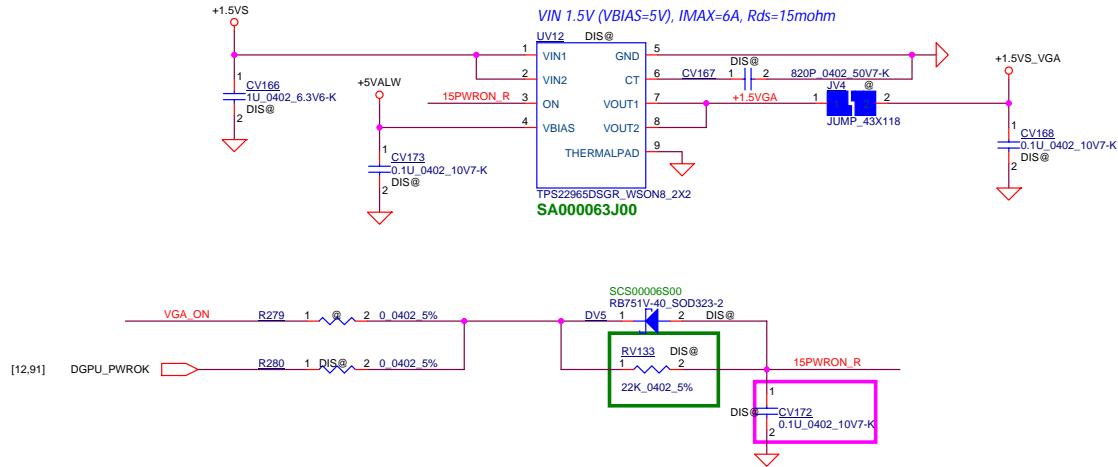 VIN 1.5V (VBIAS=5V), IMAX=6A, Rds=15mohm
+1.5VS
UV12 DIS@
1 VIN1 GND 5
2 VIN2 CT 6
3 ON VOUT1 7
4 VBIAS VOUT2 8
THERMALPAD 9
TPS22965DSGR_WSON8_2X2
SA000063J00
1
CV166
1U_0402_6.3V6-K
DIS@
2
+5VALW
15PWRON_R
1
CV173
0.1U_0402_10V7-K
DIS@
2
DIS@
CV167 1 2 820P_0402_50V7-K
+1.5VGA
JV4 @
1 2
1 2
JUMP_43X118
+1.5VS_VGA
1
CV168
0.1U_0402_10V7-K
DIS@
2
VGA_ON R279 1 @ 2 0_0402_5%
[12,91] DGPU_PWROK R280 1 DIS@ 2 0_0402_5%
SCS00006S00
RB751V-40_SOD323-2
DV5 1 2 DIS@
RV133 DIS@
1 2
22K_0402_5%
15PWRON_R
1
DIS@ CV172
0.1U_0402_10V7-K
2